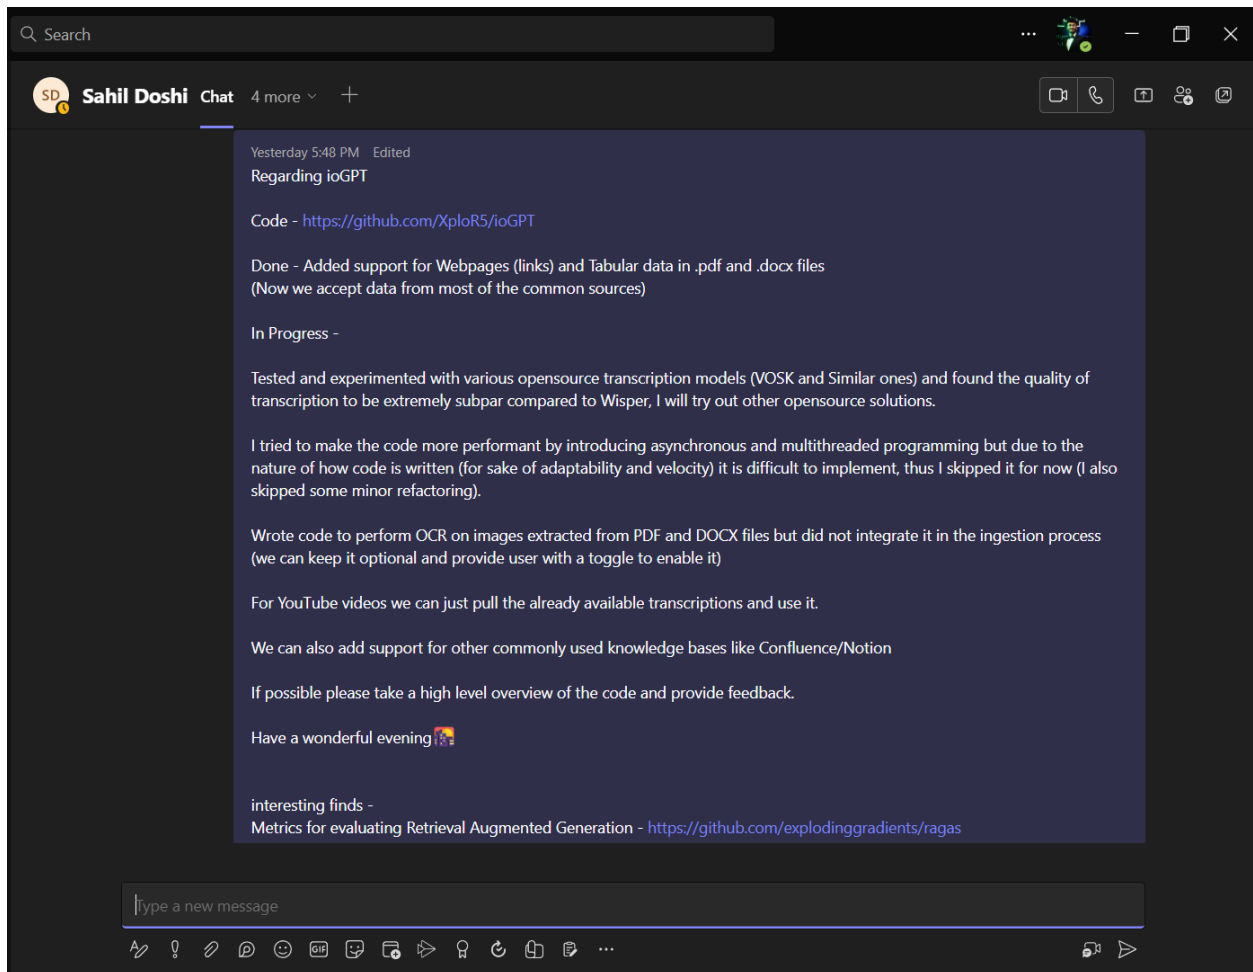 Search
SD
Sahil Doshi Chat 4 more
Yesterday 5:48 PM Edited
Regarding ioGPT
Code - https://github.com/XploR5/ioGPT
Done - Added support for Webpages (links) and Tabular data in .pdf and .docx files
(Now we accept data from most of the common sources)
In Progress -
Tested and experimented with various opensource transcription models (VOSK and Similar ones) and found the quality of
transcription to be extremely subpar compared to Wisper, I will try out other opensource solutions.
I tried to make the code more performant by introducing asynchronous and multithreaded programming but due to the
nature of how code is written (for sake of adaptability and velocity) it is difficult to implement, thus I skipped it for now (I also
skipped some minor refactoring).
Wrote code to perform OCR on images extracted from PDF and DOCX files but did not integrate it in the ingestion process
(we can keep it optional and provide user with a toggle to enable it)
For YouTube videos we can just pull the already available transcriptions and use it.
We can also add support for other commonly used knowledge bases like Confluence/Notion
If possible please take a high level overview of the code and provide feedback.
Have a wonderful evening
interesting finds -
Metrics for evaluating Retrieval Augmented Generation - https://github.com/explodinggradients/ragas
Type a new message
GIF